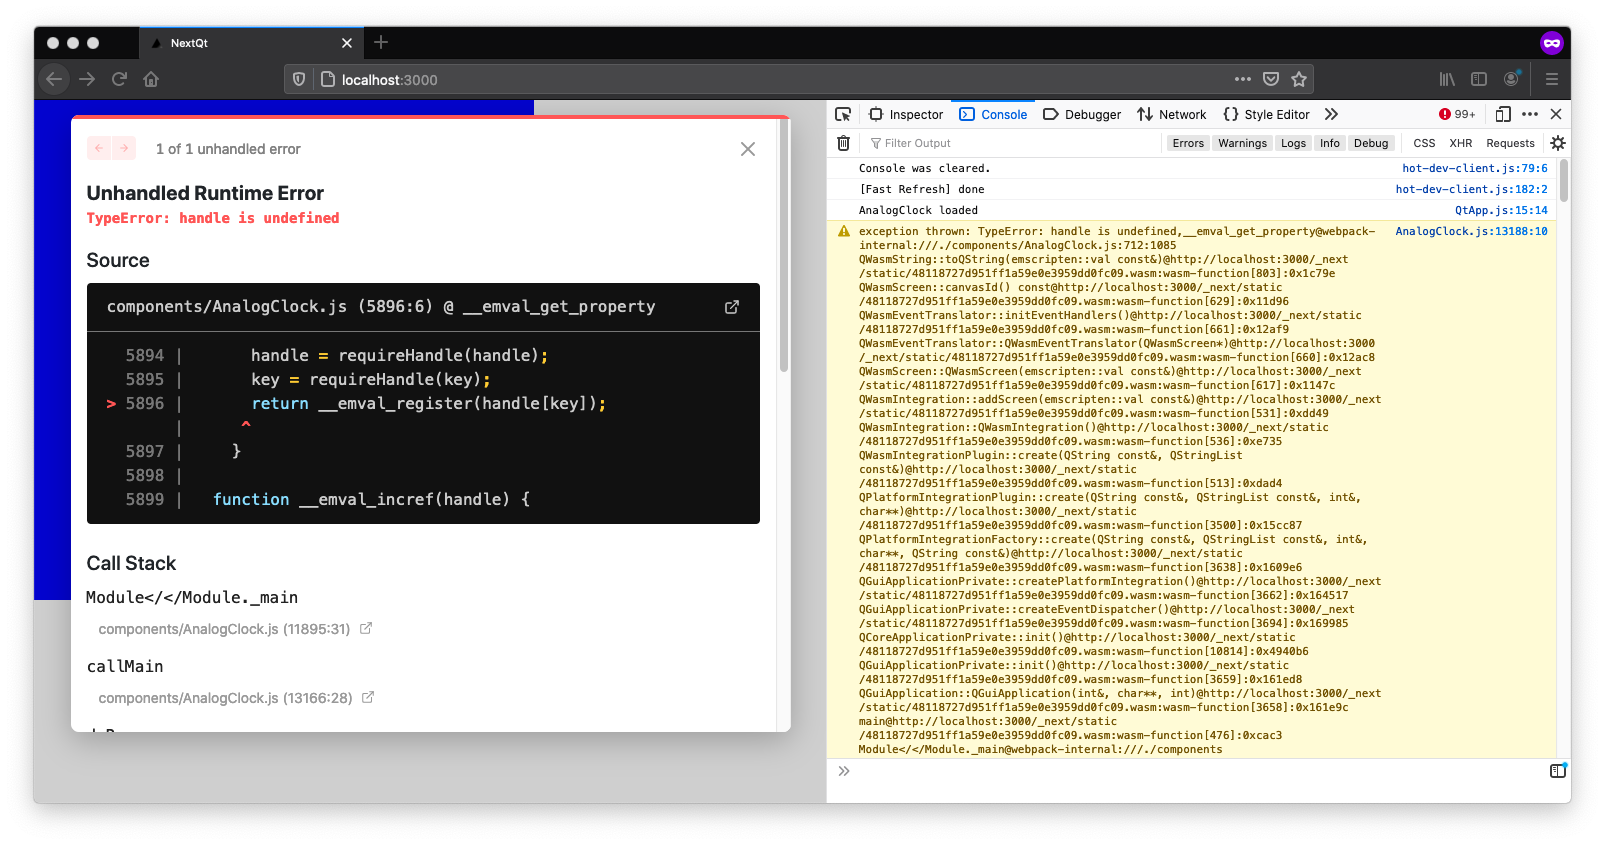 NextQt
localhost:3000
1 of 1 unhandled error
Unhandled Runtime Error
TypeError: handle is undefined
Source
components/AnalogClock.js (5896:6) @ __emval_get_property
5894 | handle = requireHandle(handle);
5895 | key = requireHandle(key);
> 5896 | return __emval_register(handle[key]);
| ^
5897 | }
5898 |
5899 | function __emval_incref(handle) {
Call Stack
Module</</Module._main
components/AnalogClock.js (11895:31)
callMain
components/AnalogClock.js (13166:28)
Inspector Console Debugger Network Style Editor 99+
Filter Output Errors Warnings Logs Info Debug CSS XHR Requests
Console was cleared. hot-dev-client.js:79:6
[Fast Refresh] done hot-dev-client.js:182:2
AnalogClock loaded QtApp.js:15:14
exception thrown: TypeError: handle is undefined,__emval_get_property@webpack- AnalogClock.js:13188:10
internal:///./components/AnalogClock.js:712:1085
QWasmString::toQString(emscripten::val const&)@http://localhost:3000/_next
/static/48118727d951ff1a59e0e3959dd0fc09.wasm:wasm-function[803]:0x1c79e
QWasmScreen::canvasId() const@http://localhost:3000/_next/static
/48118727d951ff1a59e0e3959dd0fc09.wasm:wasm-function[629]:0x11d96
QWasmEventTranslator::initEventHandlers()@http://localhost:3000/_next/static
/48118727d951ff1a59e0e3959dd0fc09.wasm:wasm-function[661]:0x12af9
QWasmEventTranslator::QWasmEventTranslator(QWasmScreen*)@http://localhost:3000
/_next/static/48118727d951ff1a59e0e3959dd0fc09.wasm:wasm-function[660]:0x12ac8
QWasmScreen::QWasmScreen(emscripten::val const&)@http://localhost:3000/_next
/static/48118727d951ff1a59e0e3959dd0fc09.wasm:wasm-function[617]:0x1147c
QWasmIntegration::addScreen(emscripten::val const&)@http://localhost:3000/_next
/static/48118727d951ff1a59e0e3959dd0fc09.wasm:wasm-function[531]:0xdd49
QWasmIntegration::QWasmIntegration()@http://localhost:3000/_next/static
/48118727d951ff1a59e0e3959dd0fc09.wasm:wasm-function[536]:0xe735
QWasmIntegrationPlugin::create(QString const&, QStringList
const&)@http://localhost:3000/_next/static
/48118727d951ff1a59e0e3959dd0fc09.wasm:wasm-function[513]:0xdad4
QPlatformIntegrationPlugin::create(QString const&, QStringList const&, int&,
char**)@http://localhost:3000/_next/static
/48118727d951ff1a59e0e3959dd0fc09.wasm:wasm-function[3500]:0x15cc87
QPlatformIntegrationFactory::create(QString const&, QStringList const&, int&,
char**, QString const&)@http://localhost:3000/_next/static
/48118727d951ff1a59e0e3959dd0fc09.wasm:wasm-function[3638]:0x1609e6
QGuiApplicationPrivate::createPlatformIntegration()@http://localhost:3000/_next
/static/48118727d951ff1a59e0e3959dd0fc09.wasm:wasm-function[3662]:0x164517
QGuiApplicationPrivate::createEventDispatcher()@http://localhost:3000/_next
/static/48118727d951ff1a59e0e3959dd0fc09.wasm:wasm-function[3694]:0x169985
QCoreApplicationPrivate::init()@http://localhost:3000/_next/static
/48118727d951ff1a59e0e3959dd0fc09.wasm:wasm-function[10814]:0x4940b6
QGuiApplicationPrivate::init()@http://localhost:3000/_next/static
/48118727d951ff1a59e0e3959dd0fc09.wasm:wasm-function[3659]:0x161ed8
QGuiApplication::QGuiApplication(int&, char**, int)@http://localhost:3000/_next
/static/48118727d951ff1a59e0e3959dd0fc09.wasm:wasm-function[3658]:0x161e9c
main@http://localhost:3000/_next/static
/48118727d951ff1a59e0e3959dd0fc09.wasm:wasm-function[476]:0xcac3
Module</</Module._main@webpack-internal:///./components